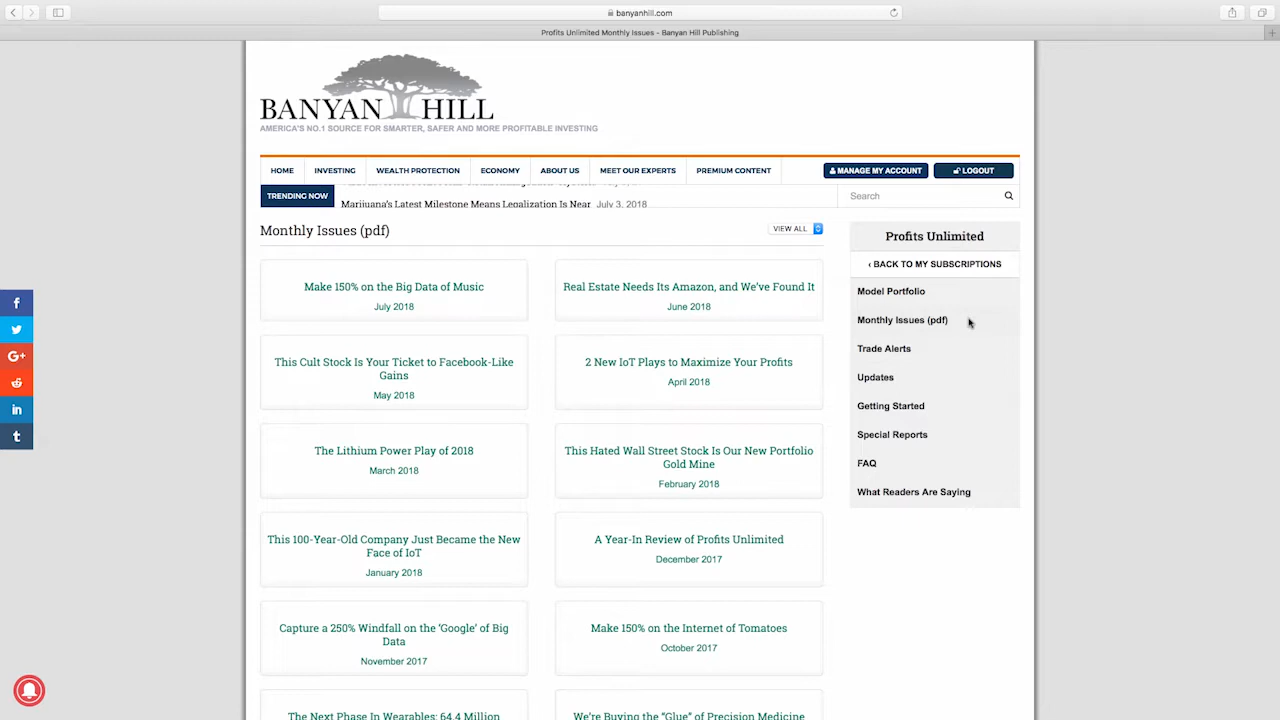 banyanhill.com
Profits Unlimited Monthly Issues - Banyan Hill Publishing
BANYAN HILL
AMERICA'S NO.1 SOURCE FOR SMARTER, SAFER AND MORE PROFITABLE INVESTING
HOME INVESTING WEALTH PROTECTION ECONOMY ABOUT US MEET OUR EXPERTS PREMIUM CONTENT MANAGE MY ACCOUNT LOGOUT
TRENDING NOW Marijuana's Latest Milestone Means Legalization Is Near July 3, 2018 Search
Monthly Issues (pdf) VIEW ALL
Make 150% on the Big Data of Music
July 2018
Real Estate Needs Its Amazon, and We've Found It
June 2018
This Cult Stock Is Your Ticket to Facebook-Like
Gains
May 2018
2 New IoT Plays to Maximize Your Profits
April 2018
The Lithium Power Play of 2018
March 2018
This Hated Wall Street Stock Is Our New Portfolio
Gold Mine
February 2018
This 100-Year-Old Company Just Became the New
Face of IoT
January 2018
A Year-In Review of Profits Unlimited
December 2017
Capture a 250% Windfall on the 'Google' of Big
Data
November 2017
Make 150% on the Internet of Tomatoes
October 2017
The Next Phase In Wearables: 64.4 Million
We're Buying the "Glue" of Precision Medicine
Profits Unlimited
‹ BACK TO MY SUBSCRIPTIONS
Model Portfolio
Monthly Issues (pdf)
Trade Alerts
Updates
Getting Started
Special Reports
FAQ
What Readers Are Saying